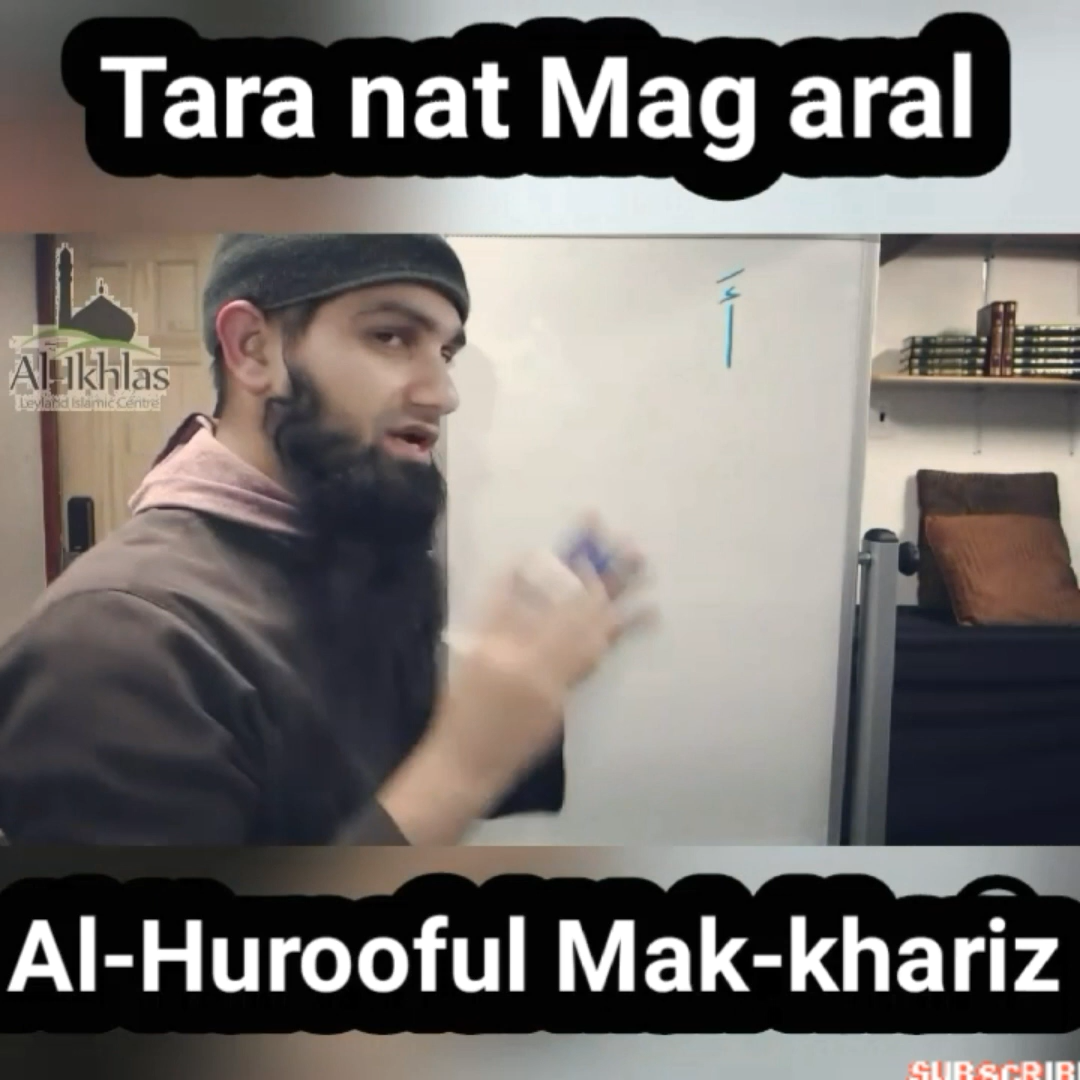 Tara nat Mag aral
أَ
Al-Ikhlas
Leyland Islamic Centre
Al-Hurooful Mak-khariz
SUBSCRIB